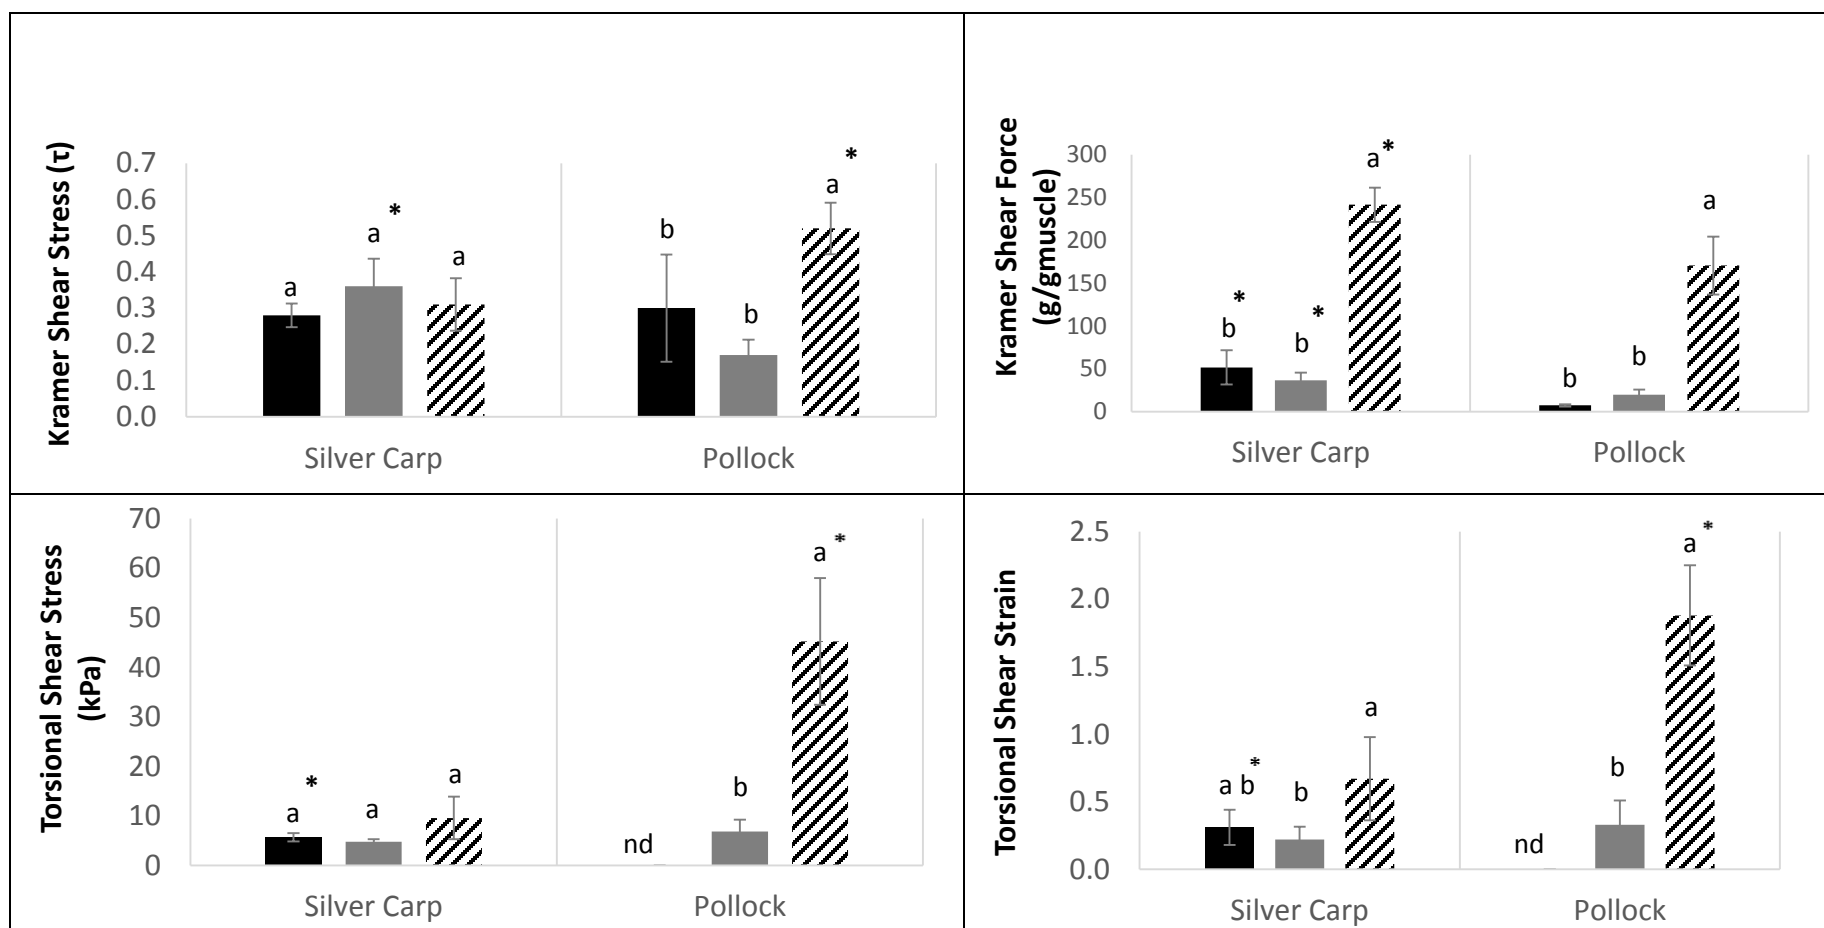 Kramer Shear Stress (τ)
0.7
0.6
0.5
0.4
0.3
0.2
0.1
0.0
a
a *
a
b
b
a
*
Silver Carp
Pollock
Kramer Shear Force
(g/gmuscle)
300
250
200
150
100
50
0
*
b
*
b
a *
b
b
a
Silver Carp
Pollock
Torsional Shear Stress
(kPa)
70
60
50
40
30
20
10
0
*
a
a
a
nd
b
a *
Silver Carp
Pollock
Torsional Shear Strain
2.5
2.0
1.5
1.0
0.5
0.0
a b *
b
a
nd
b
a *
Silver Carp
Pollock